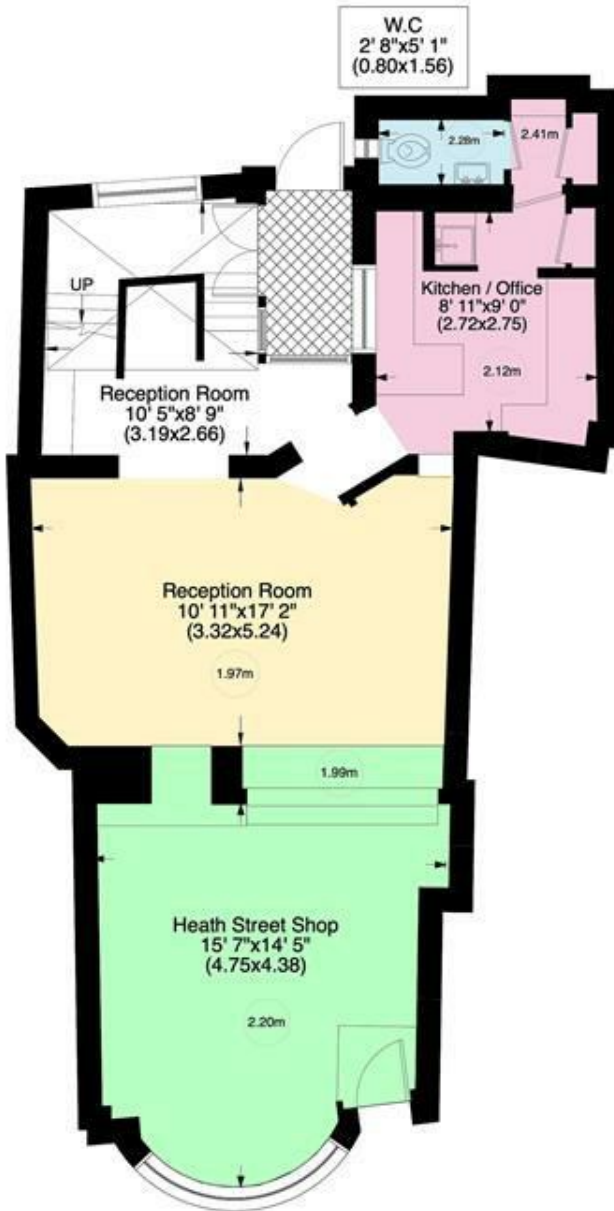 W.C
2' 8"x5' 1"
(0.80x1.56)
2.28m
2.41m
UP
Kitchen / Office
8' 11"x9' 0"
(2.72x2.75)
2.12m
Reception Room
10' 5"x8' 9"
(3.19x2.66)
Reception Room
10' 11"x17' 2"
(3.32x5.24)
1.97m
1.99m
Heath Street Shop
15' 7"x14' 5"
(4.75x4.38)
2.20m